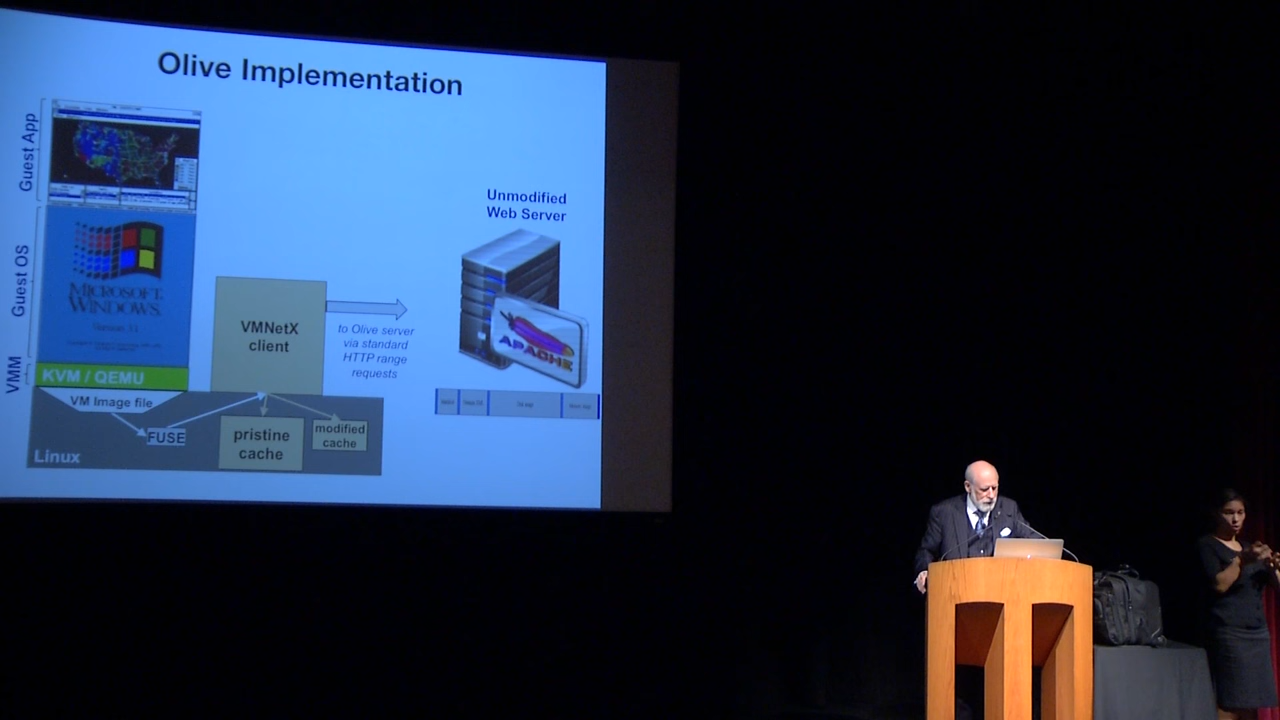 Olive Implementation
Guest App
Guest OS
VMM
MICROSOFT
WINDOWS
KVM / QEMU
VM Image file
FUSE
Linux
VMNetX
client
pristine
cache
modified
cache
to Olive server
via standard
HTTP range
requests
Unmodified
Web Server
APACHE